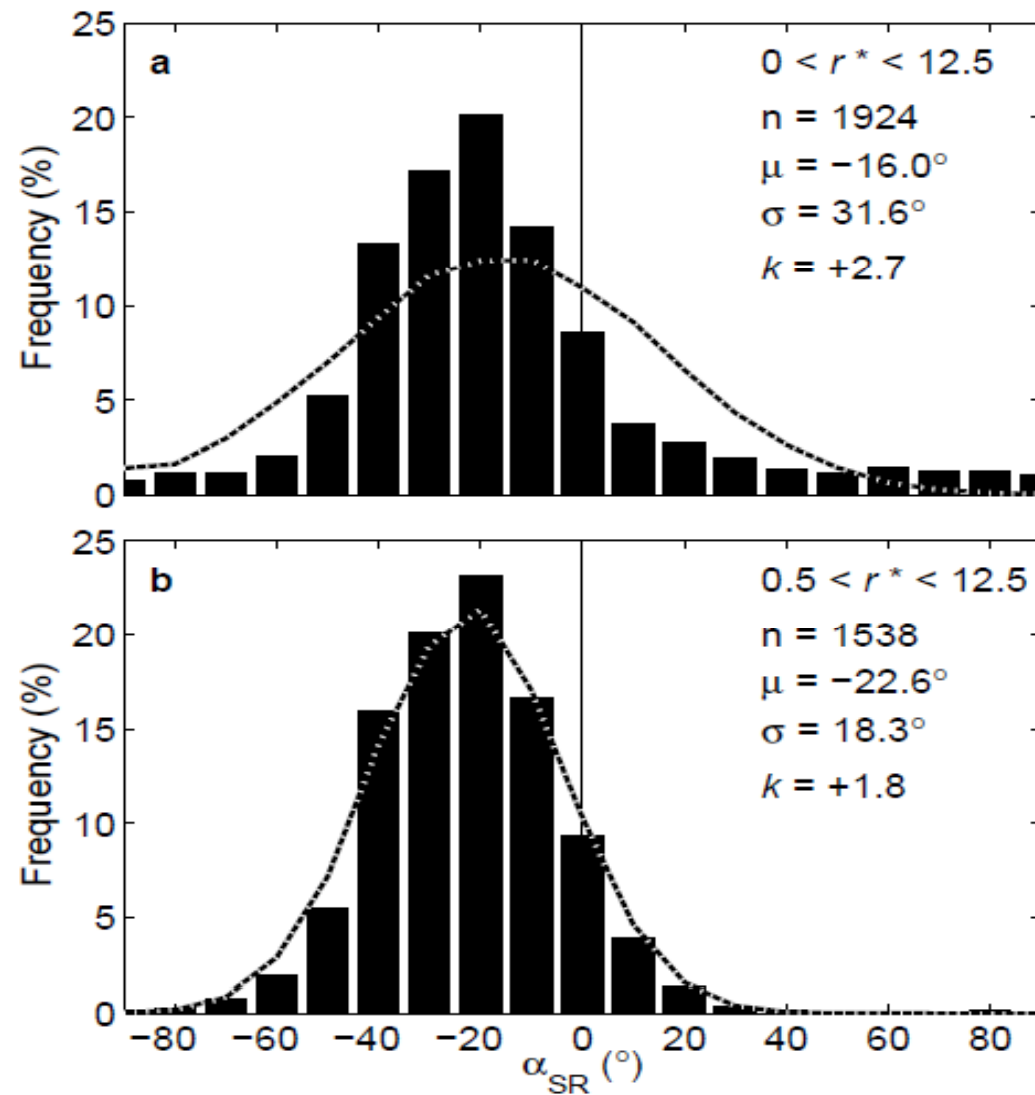 25
20
15
10
5
0
Frequency (%)
a
0 < r * < 12.5
n = 1924
μ = −16.0°
σ = 31.6°
k = +2.7
25
20
15
10
5
0
Frequency (%)
b
0.5 < r * < 12.5
n = 1538
μ = −22.6°
σ = 18.3°
k = +1.8
−80 −60 −40 −20 0 20 40 60 80
α_SR (°)